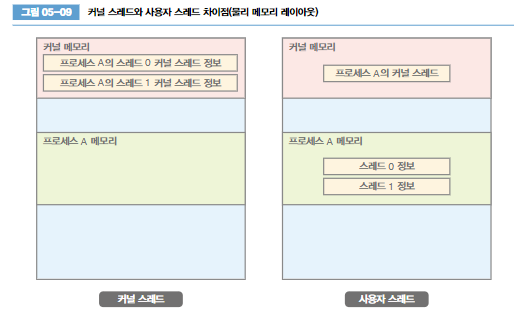 그림 05-09 커널 스레드와 사용자 스레드 차이점(물리 메모리 레이아웃)
커널 메모리
프로세스 A의 스레드 0 커널 스레드 정보
프로세스 A의 스레드 1 커널 스레드 정보
프로세스 A 메모리
커널 스레드
커널 메모리
프로세스 A의 커널 스레드
프로세스 A 메모리
스레드 0 정보
스레드 1 정보
사용자 스레드